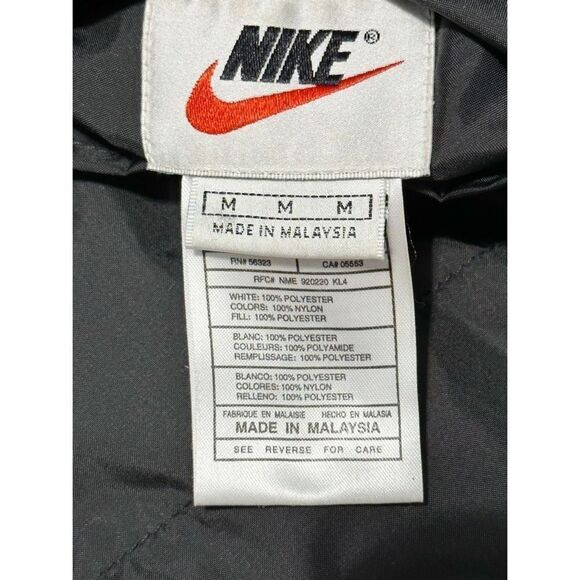 NIKE®
M M M
MADE IN MALAYSIA
RN# 56323 CA# 05553
RFC# NME 920220 KL4
WHITE: 100% POLYESTER
COLORS: 100% NYLON
FILL: 100% POLYESTER
BLANC: 100% POLYESTER
COULEURS: 100% POLYAMIDE
REMPLISSAGE: 100% POLYESTER
BLANCO: 100% POLYESTER
COLORES: 100% NYLON
RELLENO: 100% POLYESTER
FABRIQUE EN MALAISIE HECHO EN MALASIA
MADE IN MALAYSIA
SEE REVERSE FOR CARE